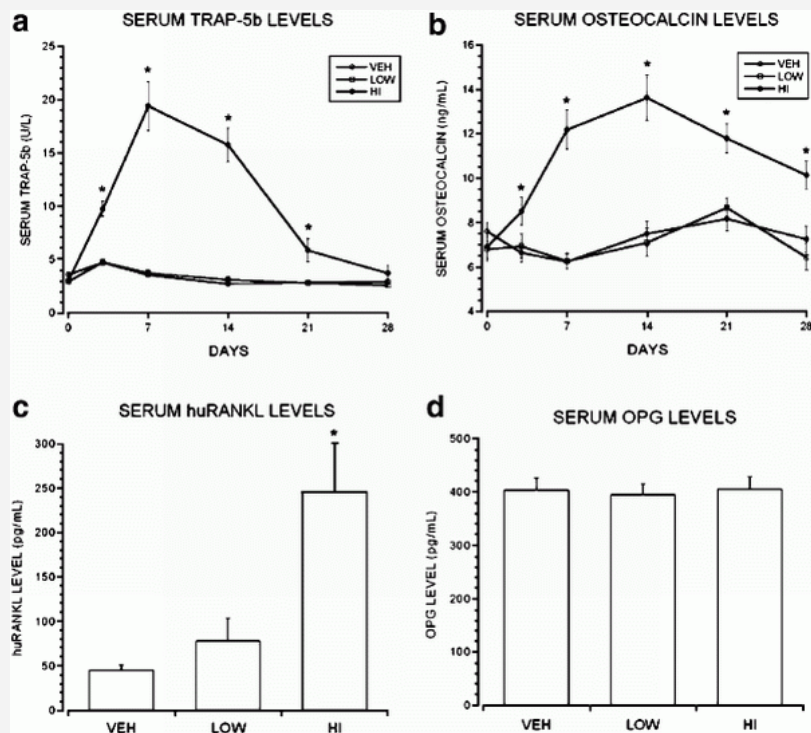 a
SERUM TRAP-5b LEVELS
SERUM TRAP-5b (U/L)
25
20
15
10
5
0
*
*
*
*
VEH
LOW
HI
0 7 14 21 28
DAYS
b
SERUM OSTEOCALCIN LEVELS
SERUM OSTEOCALCIN (ng/mL)
16
14
12
10
8
6
4
*
*
*
*
*
VEH
LOW
HI
0 7 14 21 28
DAYS
c
SERUM huRANKL LEVELS
huRANKL LEVEL (pg/mL)
300
250
200
150
100
50
0
*
VEH LOW HI
d
SERUM OPG LEVELS
OPG LEVEL (pg/mL)
500
400
300
200
100
0
VEH LOW HI